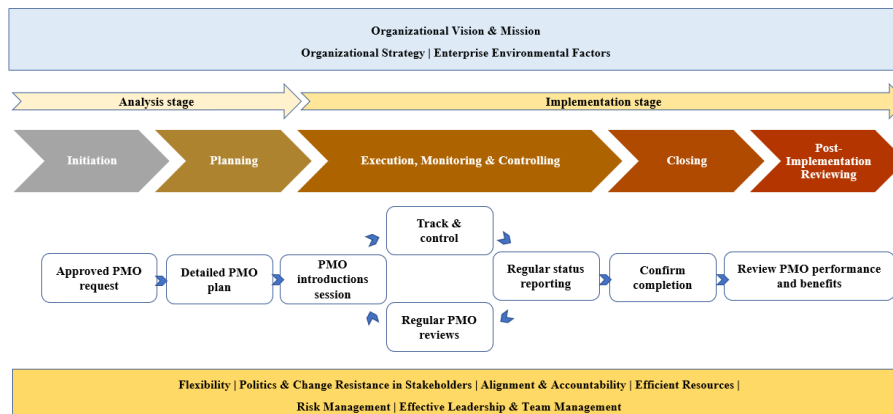 Organizational Vision & Mission
Organizational Strategy | Enterprise Environmental Factors
Analysis stage
Implementation stage
Initiation
Planning
Execution, Monitoring & Controlling
Closing
Post-
Implementation
Reviewing
Approved PMO
request
Detailed PMO
plan
PMO
introductions
session
Track &
control
Regular PMO
reviews
Regular status
reporting
Confirm
completion
Review PMO performance
and benefits
Flexibility | Politics & Change Resistance in Stakeholders | Alignment & Accountability | Efficient Resources |
Risk Management | Effective Leadership & Team Management